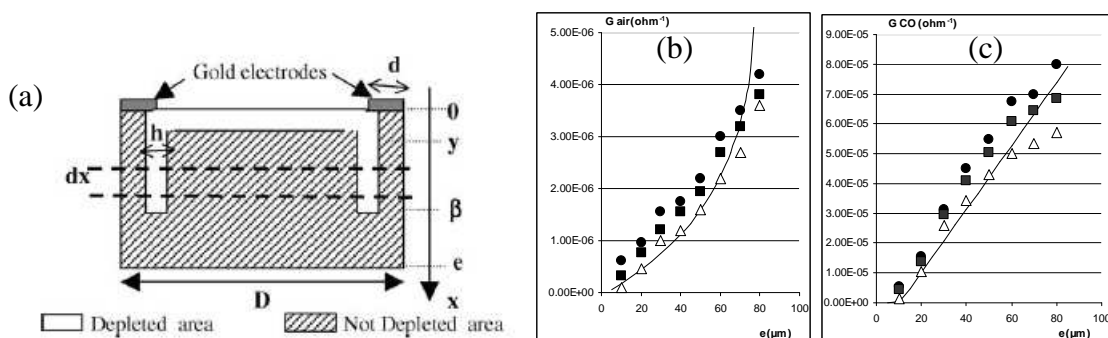 (a)
Gold electrodes
d
0
h
y
dx
β
e
D
x
Depleted area
Not Depleted area
G air(ohm⁻¹)
(b)
5.00E-06
4.00E-06
3.00E-06
2.00E-06
1.00E-06
0.00E+00
0 20 40 60 80 100
e(µm)
G CO (ohm⁻¹)
(c)
9.00E-05
8.00E-05
7.00E-05
6.00E-05
5.00E-05
4.00E-05
3.00E-05
2.00E-05
1.00E-05
0.00E+00
0 20 40 60 80 100
e(µm)